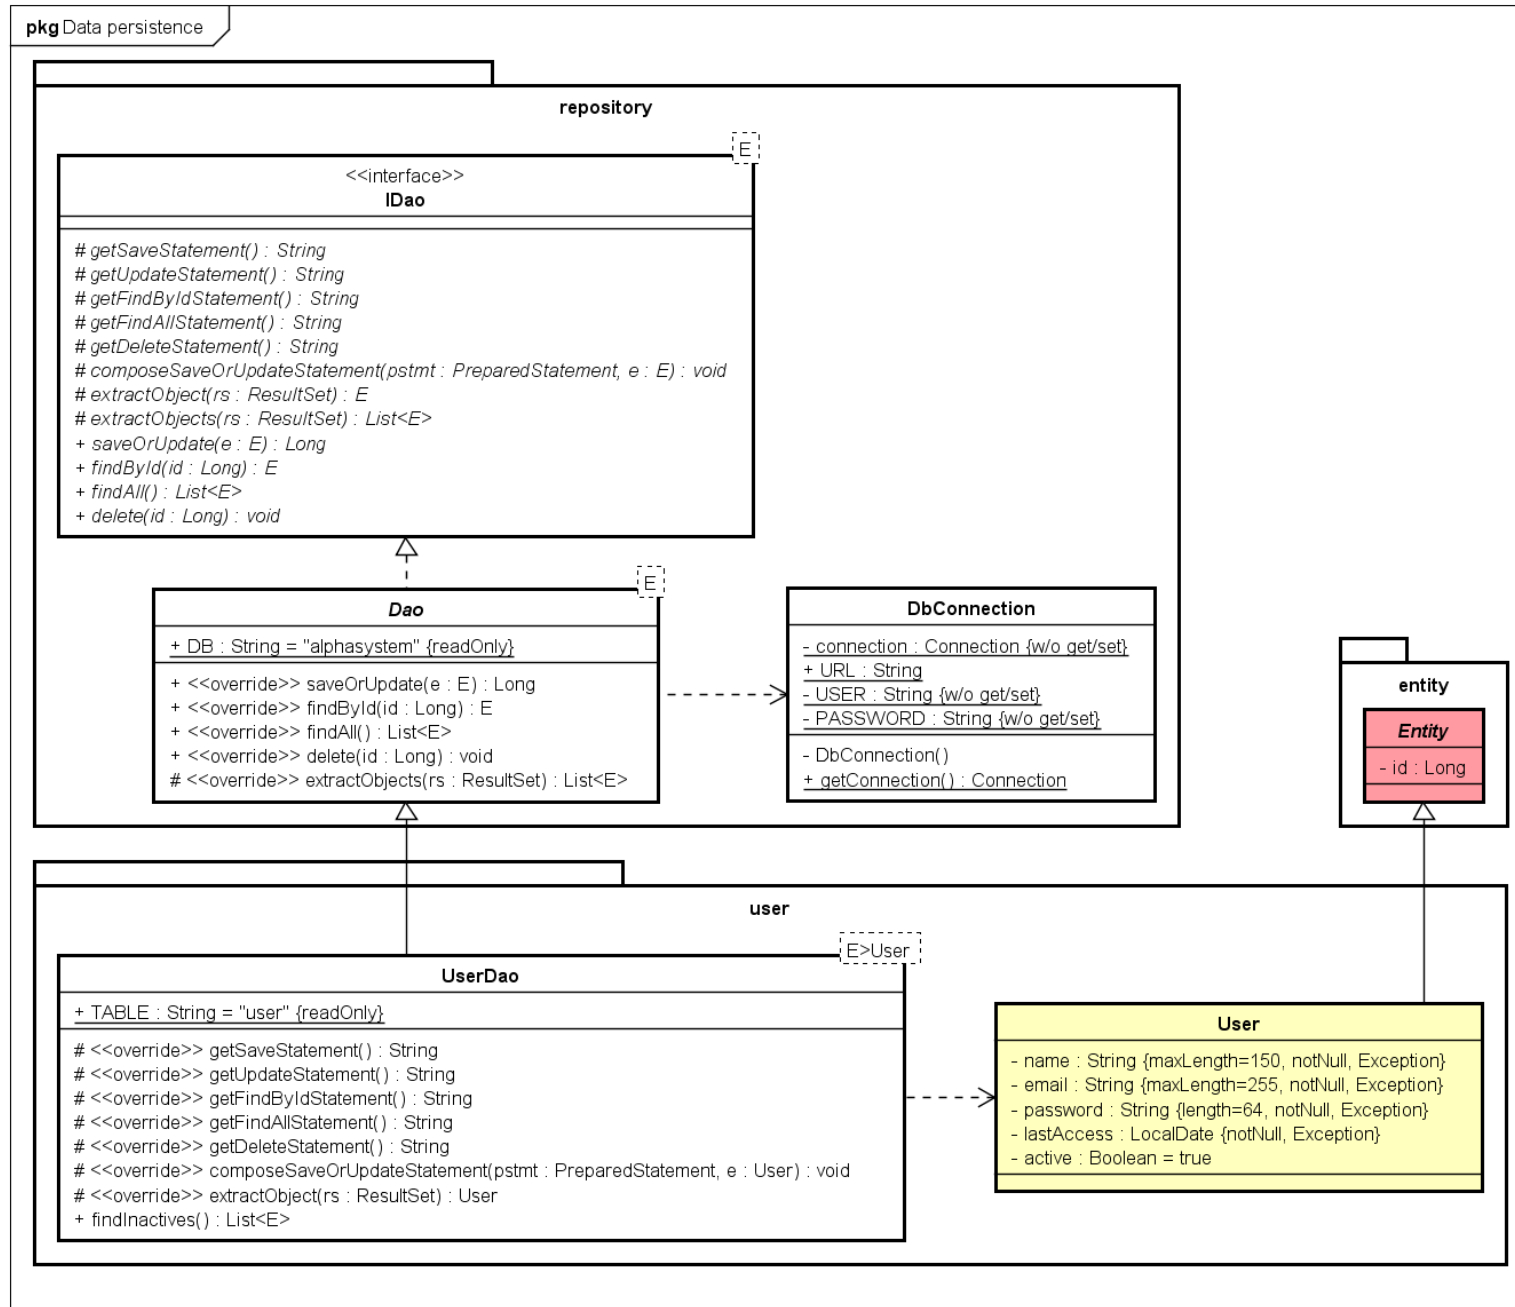 pkg Data persistence
repository
E
<<interface>>
IDao
# getSaveStatement() : String
# getUpdateStatement() : String
# getFindByIdStatement() : String
# getFindAllStatement() : String
# getDeleteStatement() : String
# composeSaveOrUpdateStatement(pstmt : PreparedStatement, e : E) : void
# extractObject(rs : ResultSet) : E
# extractObjects(rs : ResultSet) : List<E>
+ saveOrUpdate(e : E) : Long
+ findById(id : Long) : E
+ findAll() : List<E>
+ delete(id : Long) : void
E
Dao
+ DB : String = "alphasystem" {readOnly}
+ <<override>> saveOrUpdate(e : E) : Long
+ <<override>> findById(id : Long) : E
+ <<override>> findAll() : List<E>
+ <<override>> delete(id : Long) : void
# <<override>> extractObjects(rs : ResultSet) : List<E>
DbConnection
- connection : Connection {w/o get/set}
+ URL : String
- USER : String {w/o get/set}
- PASSWORD : String {w/o get/set}
- DbConnection()
+ getConnection() : Connection
entity
Entity
- id : Long
user
E>User
UserDao
+ TABLE : String = "user" {readOnly}
# <<override>> getSaveStatement() : String
# <<override>> getUpdateStatement() : String
# <<override>> getFindByIdStatement() : String
# <<override>> getFindAllStatement() : String
# <<override>> getDeleteStatement() : String
# <<override>> composeSaveOrUpdateStatement(pstmt : PreparedStatement, e : User) : void
# <<override>> extractObject(rs : ResultSet) : User
+ findInactives() : List<E>
User
- name : String {maxLength=150, notNull, Exception}
- email : String {maxLength=255, notNull, Exception}
- password : String {length=64, notNull, Exception}
- lastAccess : LocalDate {notNull, Exception}
- active : Boolean = true